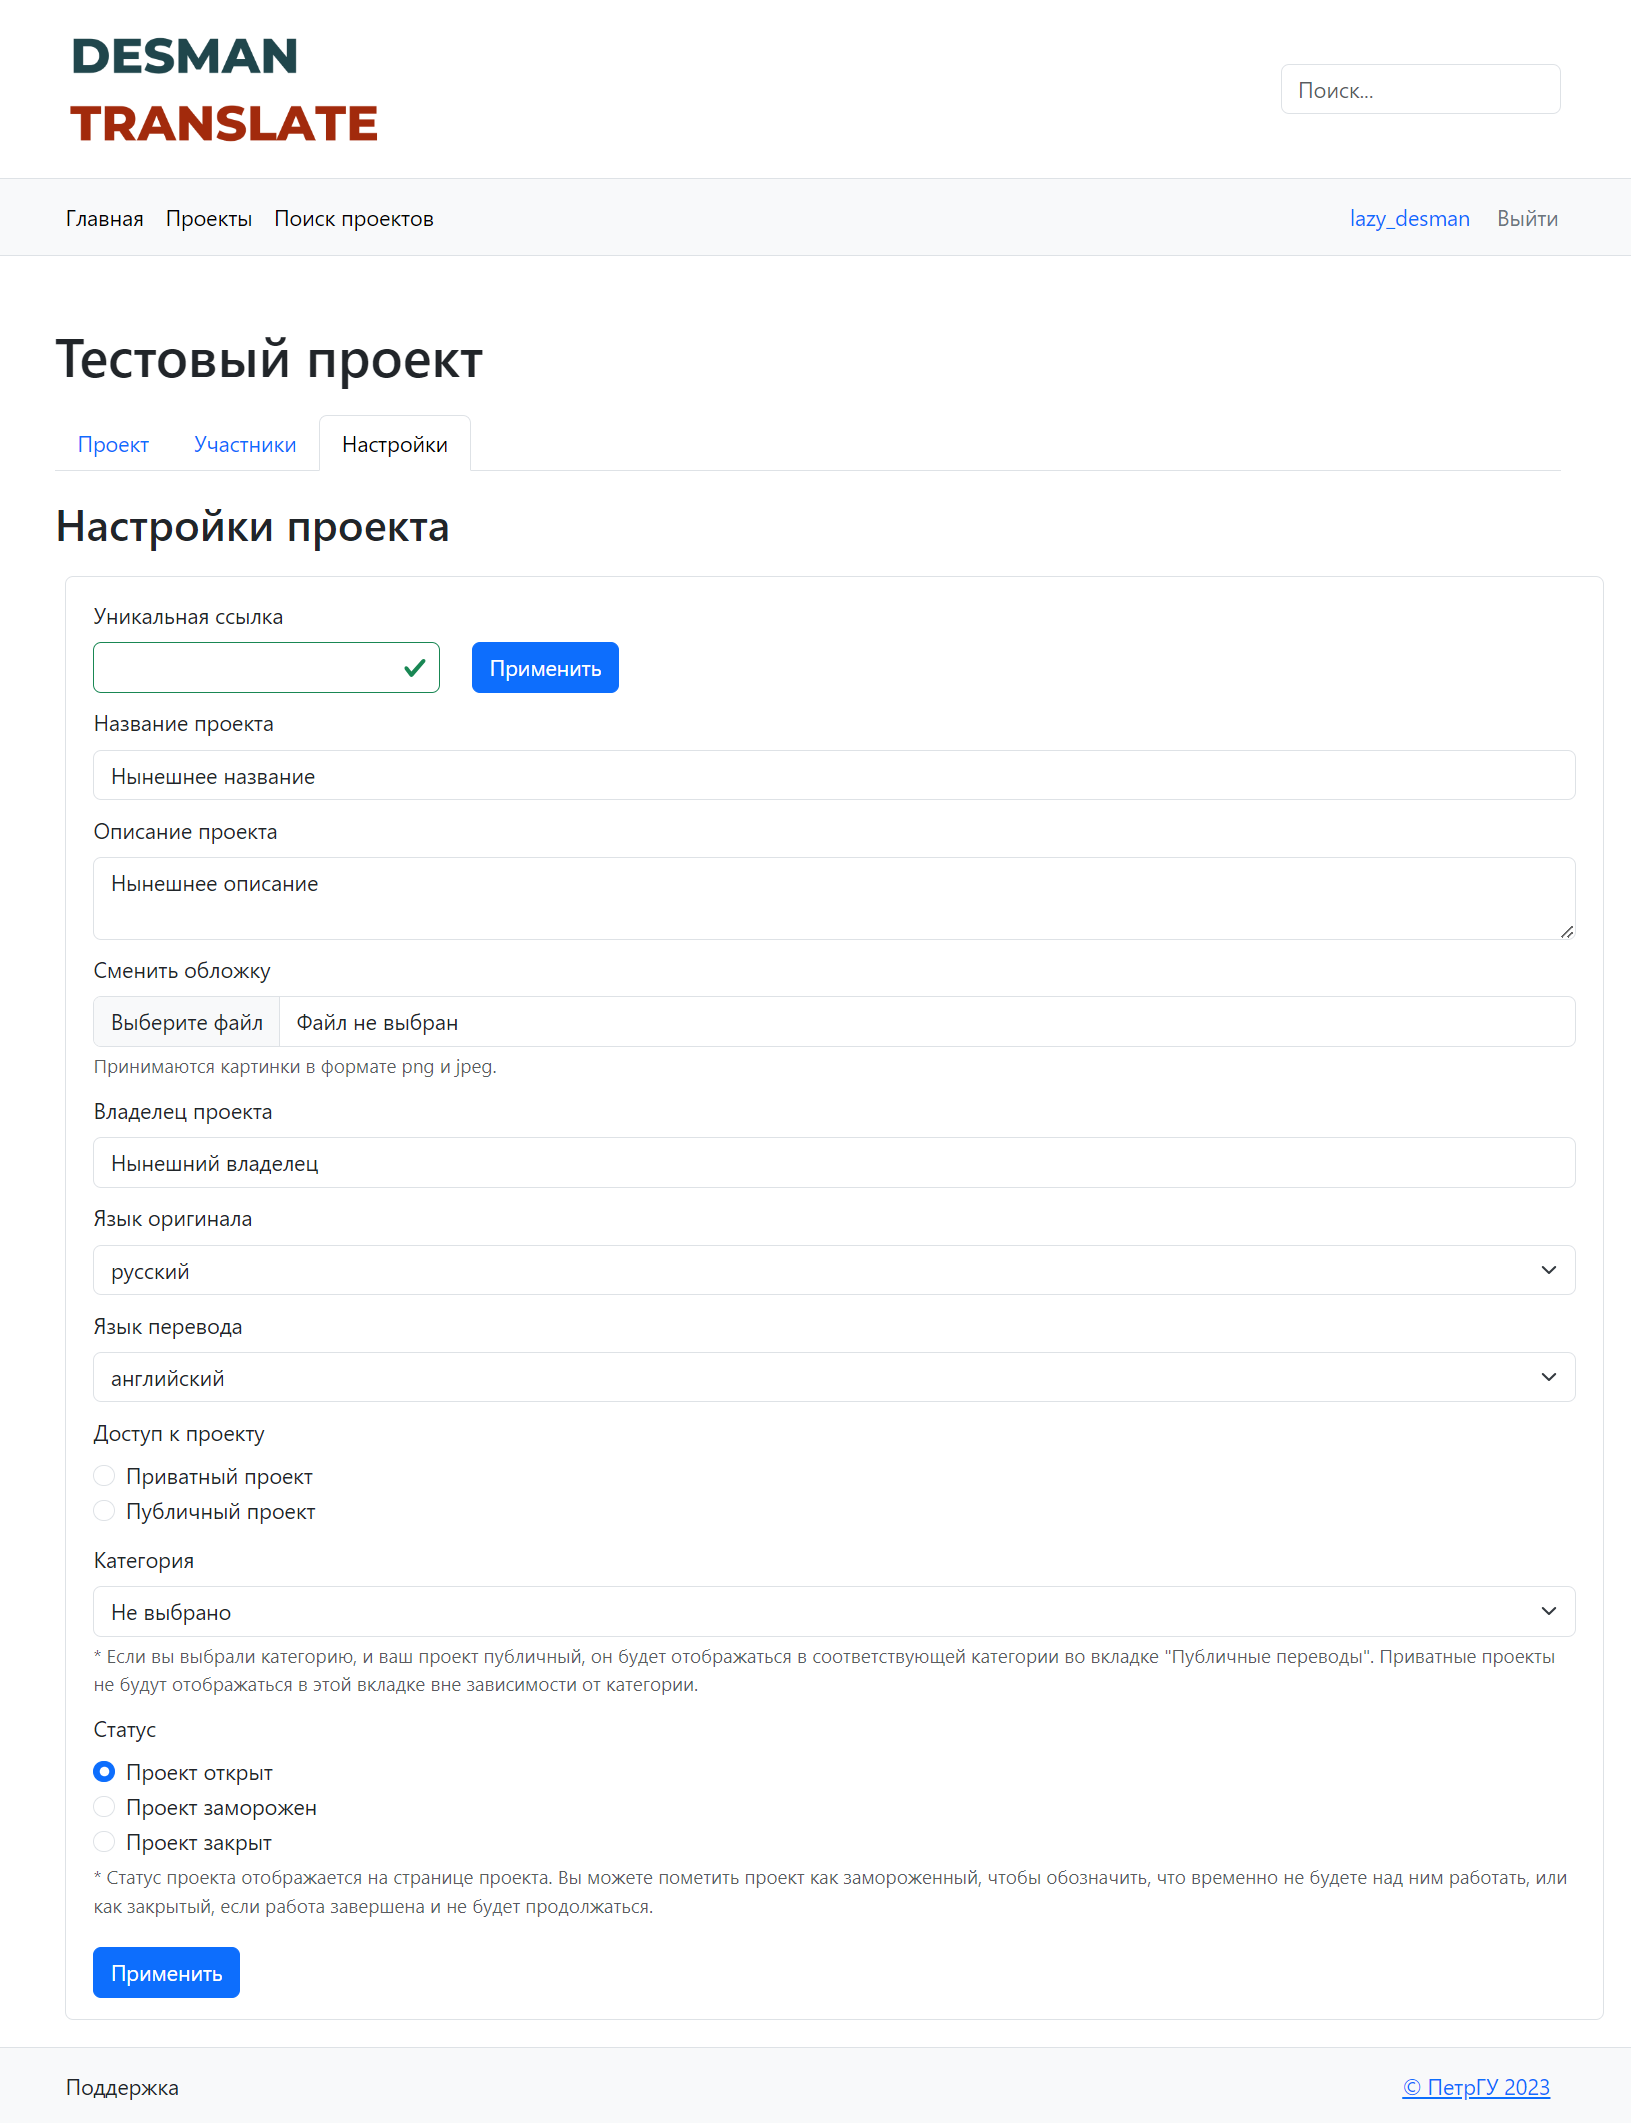 DESMAN
TRANSLATE
Поиск...
Главная Проекты Поиск проектов lazy_desman Выйти
Тестовый проект
Проект Участники Настройки
Настройки проекта
Уникальная ссылка
Применить
Название проекта
Нынешнее название
Описание проекта
Нынешнее описание
Сменить обложку
Выберите файл Файл не выбран
Принимаются картинки в формате png и jpeg.
Владелец проекта
Нынешний владелец
Язык оригинала
русский
Язык перевода
английский
Доступ к проекту
Приватный проект
Публичный проект
Категория
Не выбрано
* Если вы выбрали категорию, и ваш проект публичный, он будет отображаться в соответствующей категории во вкладке "Публичные переводы". Приватные проекты
не будут отображаться в этой вкладке вне зависимости от категории.
Статус
Проект открыт
Проект заморожен
Проект закрыт
* Статус проекта отображается на странице проекта. Вы можете пометить проект как замороженный, чтобы обозначить, что временно не будете над ним работать, или
как закрытый, если работа завершена и не будет продолжаться.
Применить
Поддержка © ПетрГУ 2023